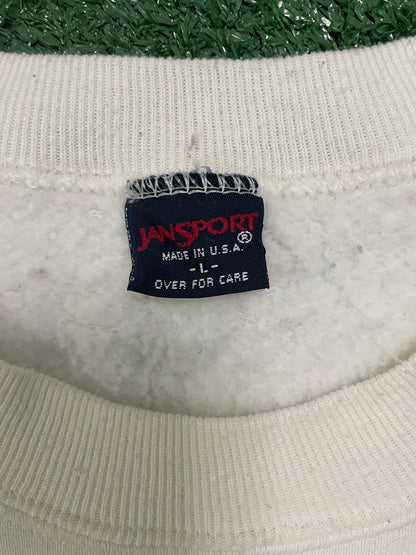 JANSPORT®
MADE IN U.S.A.
-L-
OVER FOR CARE